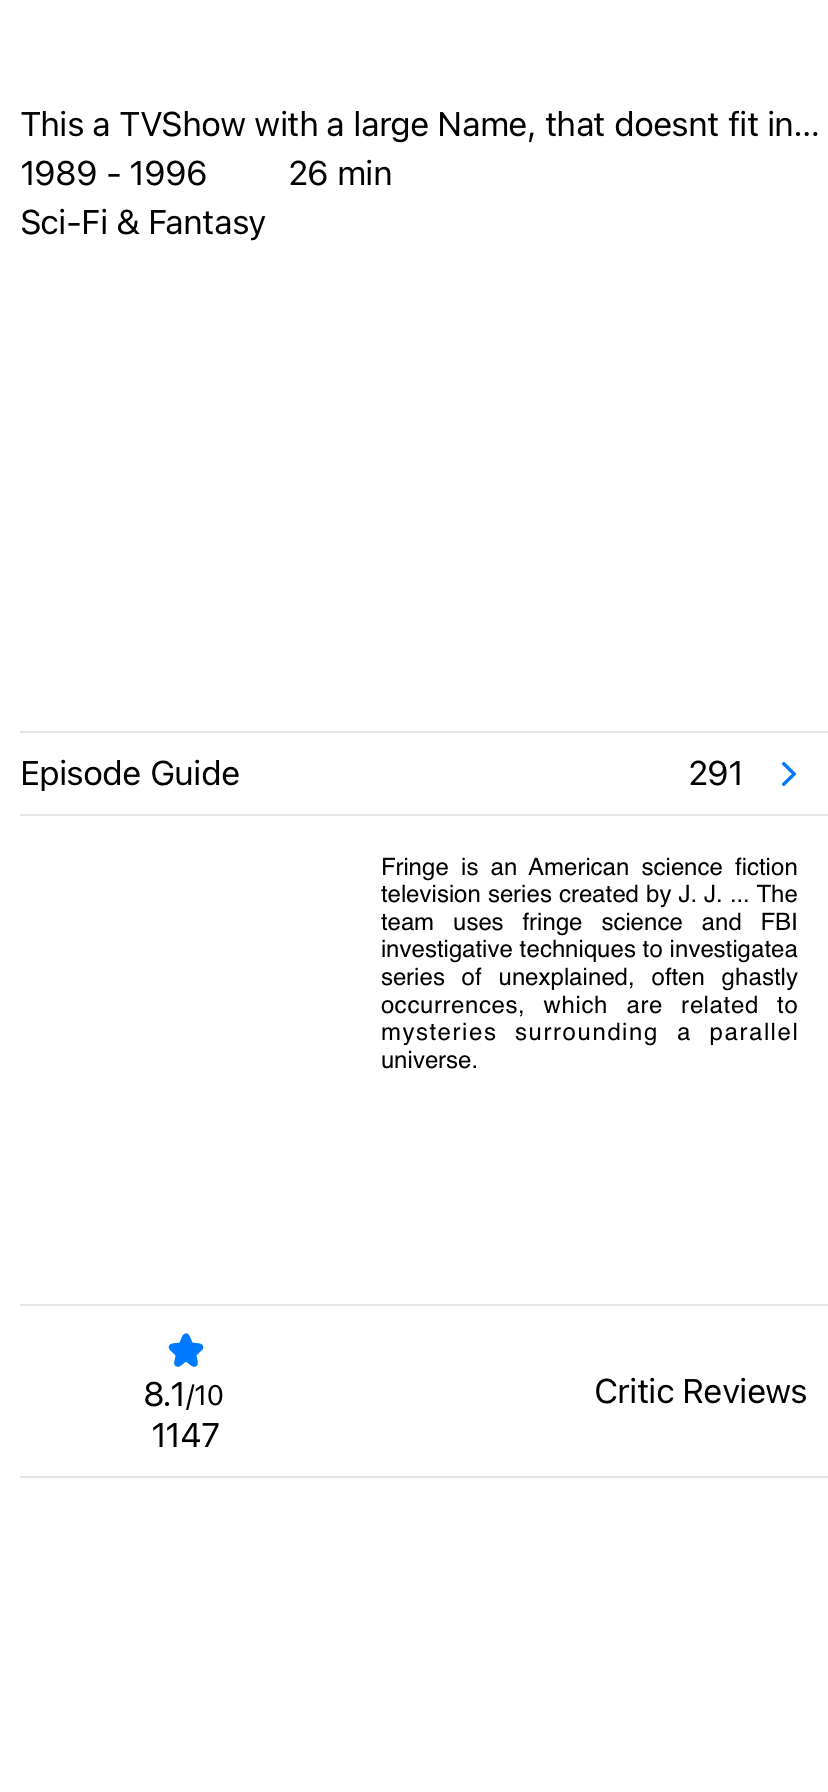 This a TVShow with a large Name, that doesnt fit in...
1989 - 1996 26 min
Sci-Fi & Fantasy
Episode Guide 291
Fringe is an American science fiction
television series created by J. J. ... The
team uses fringe science and FBI
investigative techniques to investigatea
series of unexplained, often ghastly
occurrences, which are related to
mysteries surrounding a parallel
universe.
8.1/10
Critic Reviews
1147